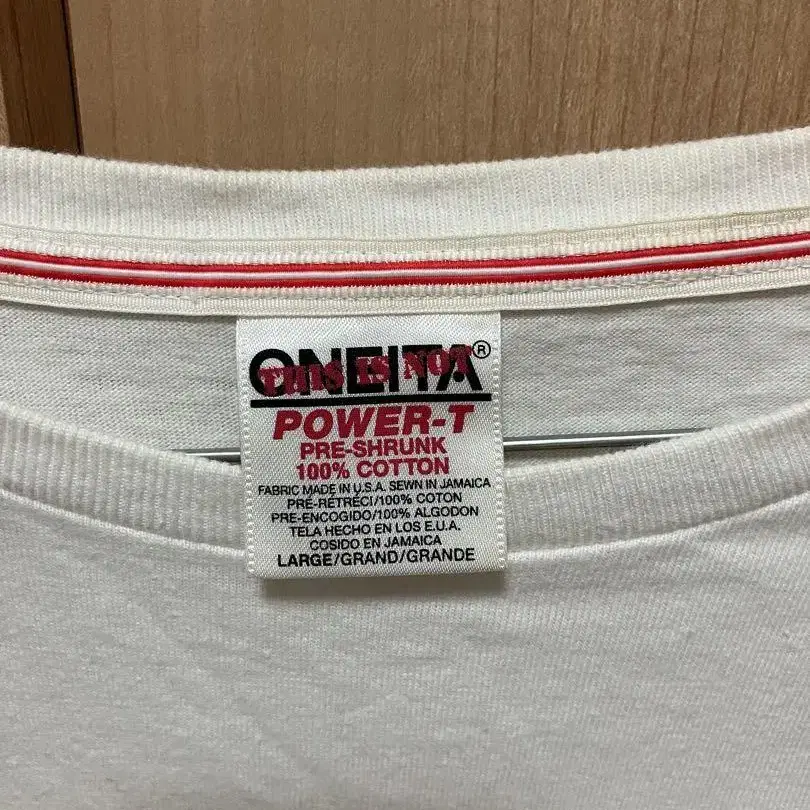 ONEITA®
THIS IS NOT
POWER-T
PRE-SHRUNK
100% COTTON
FABRIC MADE IN U.S.A. SEWN IN JAMAICA
PRE-RÉTRÉCI/100% COTON
PRE-ENCOGIDO/100% ALGODON
TELA HECHO EN LOS E.U.A.
COSIDO EN JAMAICA
LARGE/GRAND/GRANDE